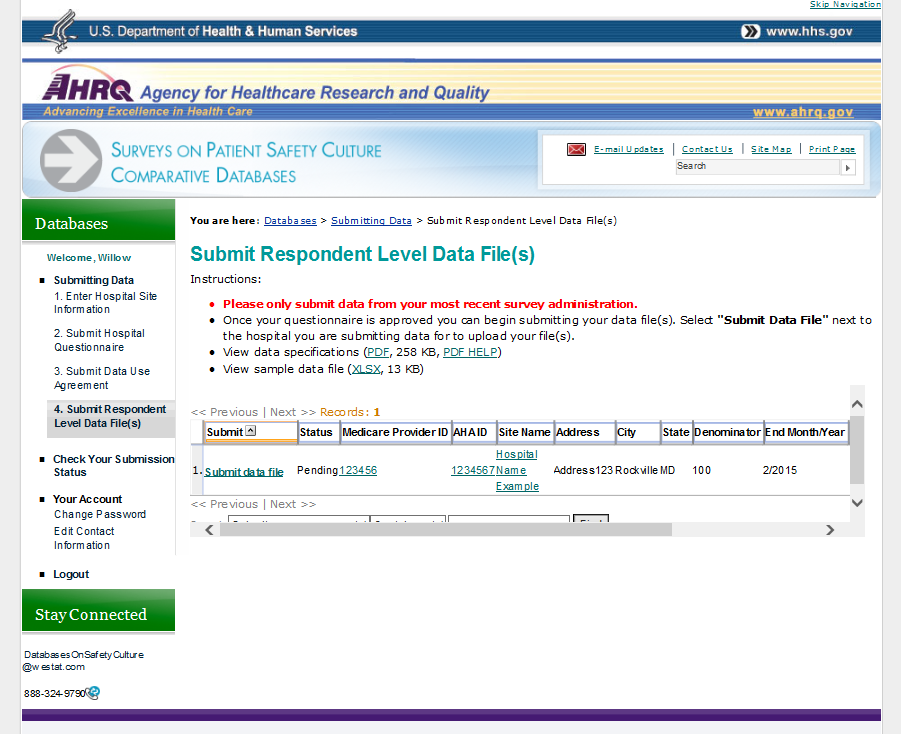 Skip Navigation
U.S. Department of Health & Human Services
www.hhs.gov
AHRQ Agency for Healthcare Research and Quality
Advancing Excellence in Health Care
www.ahrq.gov
SURVEYS ON PATIENT SAFETY CULTURE
COMPARATIVE DATABASES
E-mail Updates | Contact Us | Site Map | Print Page
Search
Databases
Welcome, Willow
Submitting Data
1. Enter Hospital Site
Information
2. Submit Hospital
Questionnaire
3. Submit Data Use
Agreement
4. Submit Respondent
Level Data File(s)
Check Your Submission
Status
Your Account
Change Password
Edit Contact
Information
Logout
Stay Connected
DatabasesOnSafetyCulture
@westat.com
888-324-9790
You are here: Databases > Submitting Data > Submit Respondent Level Data File(s)
Submit Respondent Level Data File(s)
Instructions:
Please only submit data from your most recent survey administration.
Once your questionnaire is approved you can begin submitting your data file(s). Select "Submit Data File" next to
the hospital you are submitting data for to upload your file(s).
View data specifications (PDF, 258 KB, PDF HELP)
View sample data file (XLSX, 13 KB)
<< Previous | Next >> Records: 1
Submit Status Medicare Provider ID AHA ID Site Name Address City State Denominator End Month/Year
1. Submit data file Pending 123456 1234567 Hospital Name Example Address123 Rockville MD 100 2/2015
<< Previous | Next >>